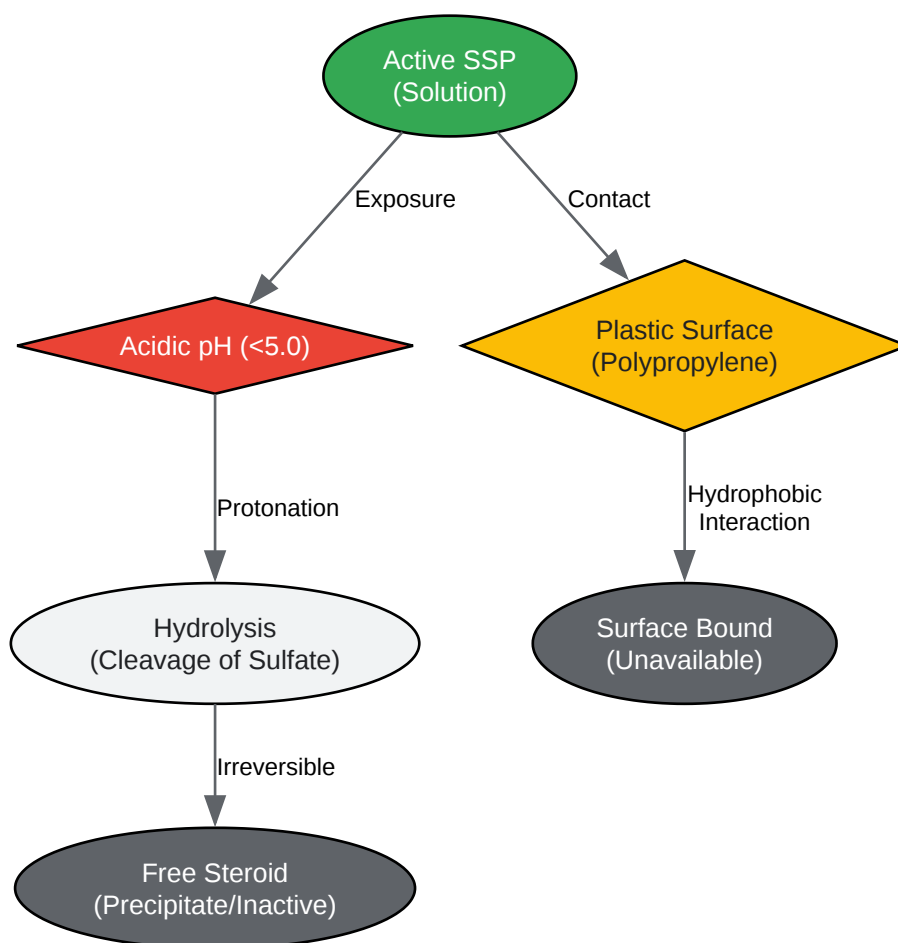 Active SSP
(Solution)
Exposure
Contact
Acidic pH (<5.0)
Plastic Surface
(Polypropylene)
Protonation
Hydrophobic
Interaction
Hydrolysis
(Cleavage of Sulfate)
Surface Bound
(Unavailable)
Irreversible
Free Steroid
(Precipitate/Inactive)